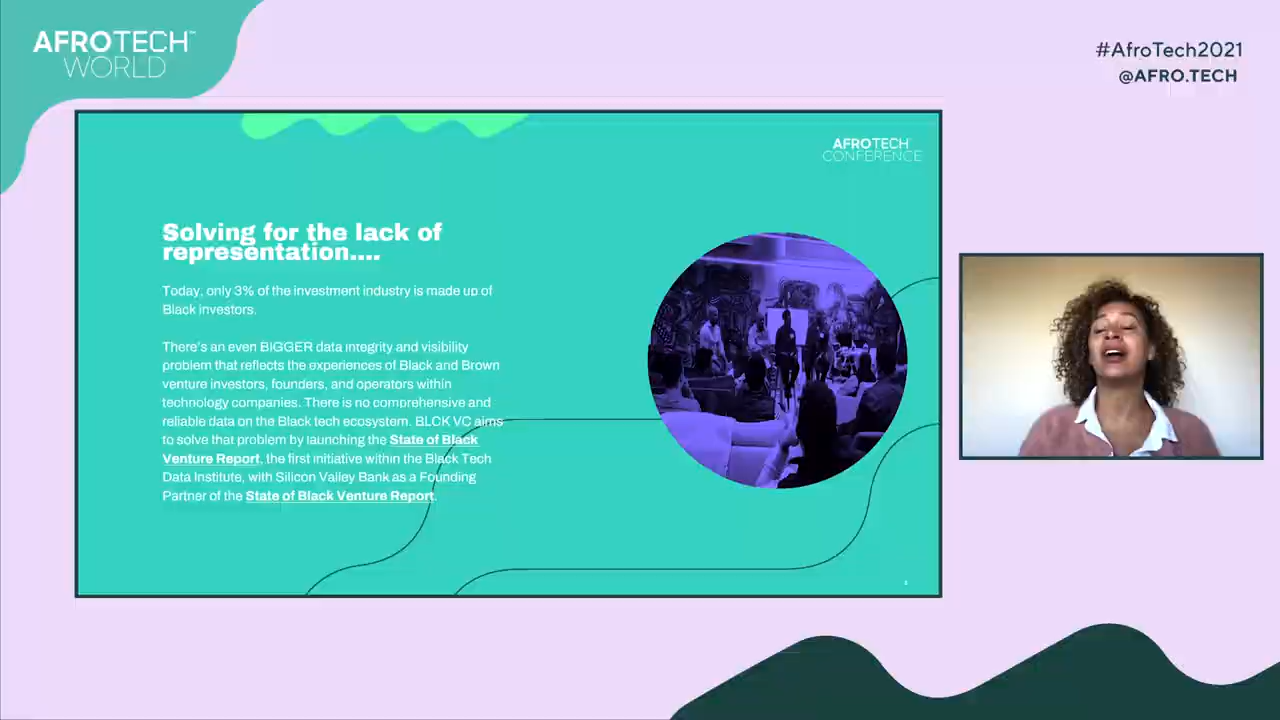 AFROTECH™
WORLD
#AfroTech2021
@AFRO.TECH
AFROTECH
CONFERENCE
Solving for the lack of
representation....
Today, only 3% of the investment industry is made up of
Black investors.
There's an even BIGGER data integrity and visibility
problem that reflects the experiences of Black and Brown
venture investors, founders, and operators within
technology companies. There is no comprehensive and
reliable data on the Black tech ecosystem. BLCK VC aims
to solve that problem by launching the State of Black
Venture Report, the first initiative within the Black Tech
Data Institute, with Silicon Valley Bank as a Founding
Partner of the State of Black Venture Report.